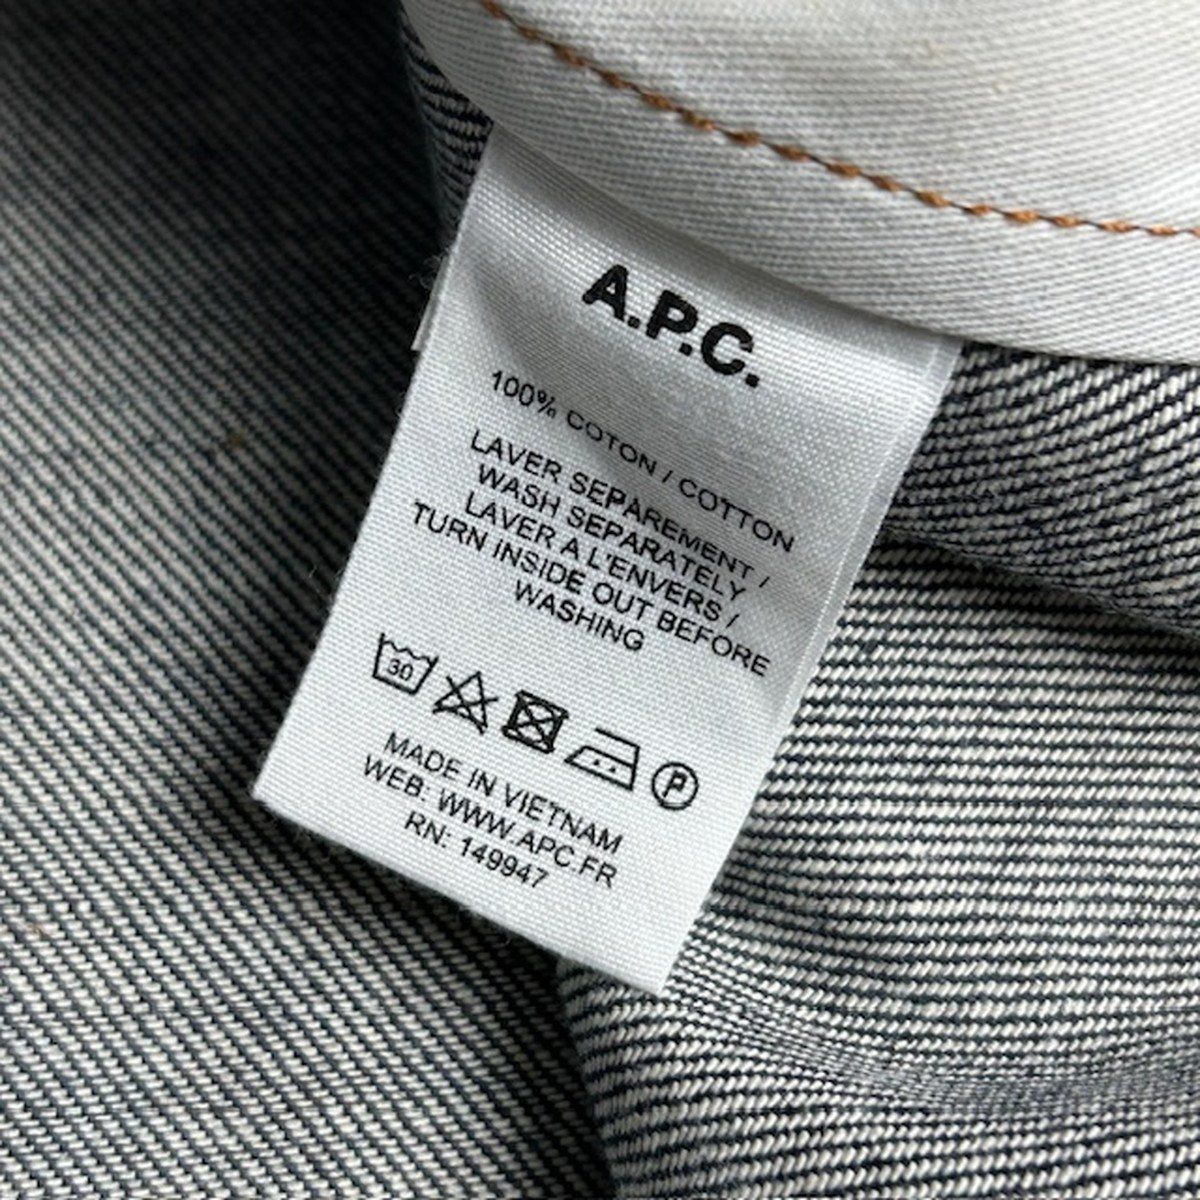 A.P.C.
100% COTON / COTTON
LAVER SEPAREMENT /
WASH SEPARATELY
LAVER A L'ENVERS /
TURN INSIDE OUT BEFORE
WASHING
30
P
MADE IN VIETNAM
WEB: WWW.APC.FR
RN: 149947